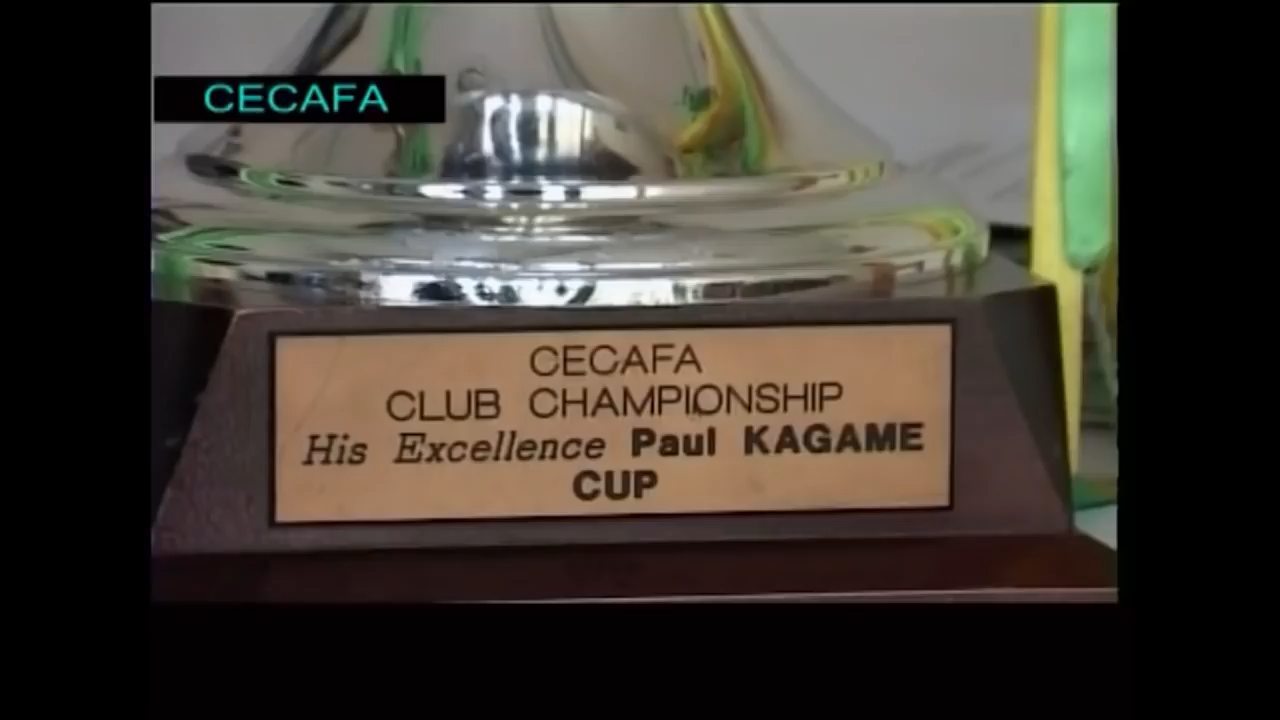 CECAFA
CECAFA
CLUB CHAMPIONSHIP
His Excellence Paul KAGAME
CUP